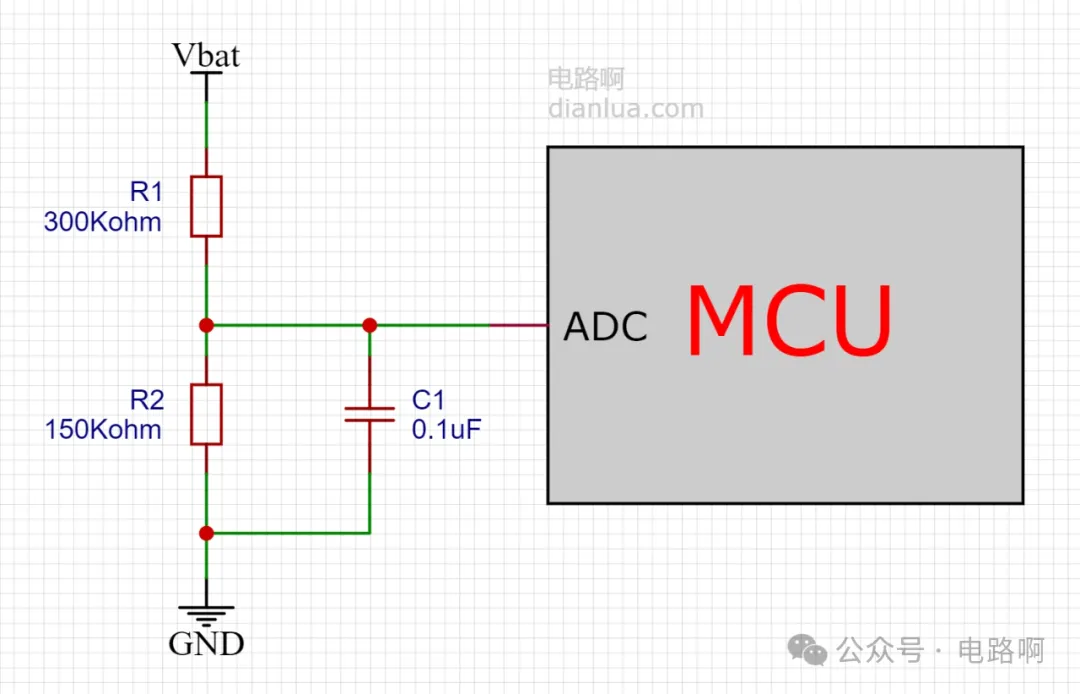 Vbat
电路啊
dianlua.com
R1
300Kohm
ADC
MCU
R2
150Kohm
C1
0.1uF
GND
公众号 · 电路啊